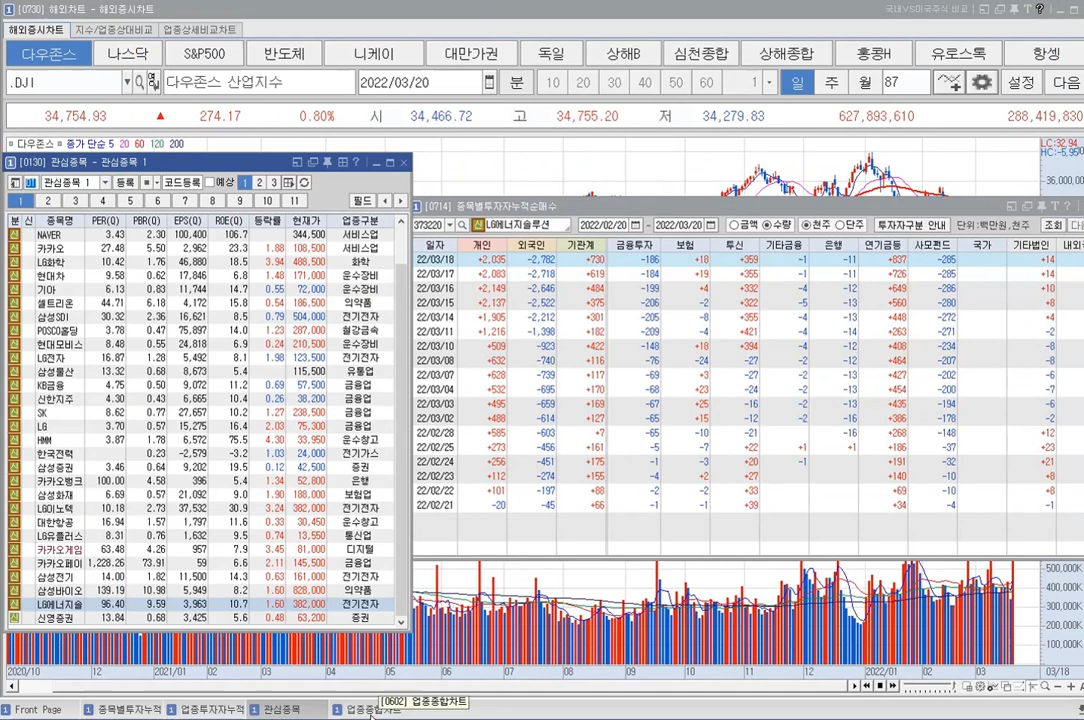 1 [0730] 해외차트 - 해외증시차트 국내VS미국주식 비교 T ?
해외증시차트 지수/업종상대비교 업종상세비교차트
다우존스 나스닥 S&P500 반도체 니케이 대만가권 독일 상해B 심천종합 상해종합 홍콩H 유로스톡 항셍
.DJI 다우존스 산업지수 2022/03/20 분 10 20 30 40 50 60 1 일 주 월 87 설정 다음
34,754.93 ▲ 274.17 0.80% 시 34,466.72 고 34,755.20 저 34,279.83 627,893,610 288,419,830
다우존스 종가 단순 5 20 60 120 200
LC:32,94
HC:-5,95
36,000.0
1 [0130] 관심종목 - 관심종목 1
관심종목 1 등록 코드등록 예상 1 2 3
1 2 3 4 5 6 7 8 9 10 11 필드
분 신 종목명 PER(Q) PBR(Q) EPS(Q) ROE(Q) 등락률 현재가 업종구분
신 NAVER 3.43 2.30 100,400 106.7 344,500 서비스업
신 카카오 27.48 5.50 2,962 23.3 1.88 108,500 서비스업
신 LG화학 10.2 1.76 46,880 18.5 3.94 488,500 화학
신 현대차 9.58 0.62 17,846 6.8 1.48 171,000 운수장비
신 기아 6.13 0.83 11,744 14.7 0.55 72,000 운수장비
신 셀트리온 44.71 6.18 4,172 15.8 0.54 186,500 의약품
신 삼성SDI 30.32 2.36 16,621 8.5 0.79 504,000 전기전자
신 POSCO홀딩 3.78 0.47 75,897 14.0 1.23 287,000 철강금속
신 현대모비스 8.48 0.55 24,818 6.9 0.24 210,500 운수장비
신 LG전자 16.87 1.28 5,492 8.1 1.98 123,500 전기전자
신 삼성물산 13.32 0.68 8,673 5.4 115,500 유통업
신 KB금융 4.75 0.50 9,072 11.2 0.69 57,500 금융업
신 신한지주 4.30 0.43 6,665 10.4 0.26 38,200 금융업
신 SK 8.62 0.77 27,657 10.2 1.27 238,500 금융업
신 LG 3.70 0.57 15,275 16.4 2.03 75,300 금융업
신 HMM 3.87 1.78 6,572 75.5 4.30 33,950 운수창고
신 한국전력 0.23 -2,579 -3.2 1.03 24,000 전기가스
신 삼성증권 3.46 0.64 9,202 19.5 0.12 42,500 증권
신 카카오뱅크 100.00 4.58 396 5.4 1.34 52,800 은행
신 삼성화재 6.69 0.57 21,092 9.0 1.90 188,000 보험업
신 LG이노텍 10.18 2.73 37,532 30.9 3.24 382,000 전기전자
신 대한항공 16.94 1.57 1,797 11.6 0.33 30,450 운수창고
신 LG유플러스 8.31 0.76 1,632 9.5 0.74 13,550 통신업
신 카카오게임 63.48 4.26 957 7.9 3.45 81,000 디지털
신 카카오페이 1,228.26 73.91 59 6.6 2.11 145,500 금융업
신 삼성전기 14.00 1.82 11,500 14.3 0.63 161,000 전기전자
신 삼성바이오 139.19 10.98 5,949 8.2 1.60 828,000 의약품
신 LG에너지솔 96.40 9.59 3,963 10.7 1.60 382,000 전기전자
신 신영증권 13.84 0.68 3,425 5.6 0.48 63,200 증권
1 [0714] 종목별투자자누적순매수
373220 신 LG에너지솔루션 2022/02/20 ~ 2022/03/20 금액 수량 천주 단주 투자자구분 안내 단위:백만원,천주 조회
일자 개인 외국인 기관계 금융투자 보험 투신 기타금융 은행 연기금등 사모펀드 국가 기타법인 내외국
22/03/18 +2,035 -2,782 +730 -186 +18 +359 -1 -11 +837 -285 +14
22/03/17 +2,083 -2,718 +619 -184 +19 +355 -1 -11 +726 -285 +14
22/03/16 +2,149 -2,646 +484 -199 +4 +332 -4 -12 +649 -286 +10
22/03/15 +2,137 -2,522 +375 -206 -2 +322 -5 -13 +560 -280 +8
22/03/14 +1,905 -2,212 +301 -205 -8 +355 -4 -13 +448 -272 +4
22/03/11 +1,216 -1,398 +182 -209 -4 +421 -4 -14 +263 -271 -2
22/03/10 +509 -923 +422 -148 +18 +394 -2 -14 +408 -234 -8
22/03/08 +632 -740 +116 -76 -24 -27 -2 -12 +464 -207 -8
22/03/07 +628 -739 +117 -69 +3 -27 -2 -13 +427 -202 -6
22/03/04 +532 -695 +170 -68 +23 -24 -2 -13 +454 -200 -7
22/03/03 +495 -659 +169 -67 +25 -16 -2 -13 +435 -194 -6
22/03/02 +488 -614 +127 -65 +15 -12 -2 -16 +386 -178 -2
22/02/28 +585 -603 +7 -65 -10 -21 -16 +268 -148 +12
22/02/25 +273 -456 +161 -5 -7 +22 +1 +1 +186 -37 +23
22/02/24 +256 -451 +175 -1 -3 +20 -1 +191 -32 +21
22/02/23 +112 -274 +155 -4 +2 +27 +140 -10 +8
22/02/22 +101 -197 +88 -2 -2 +33 +69 -10 +8
22/02/21 -20 -45 +66 -1 -1 +39 +34 -4 -1
500,000K
400,000K
300,000K
200,000K
100,000K
2020/10 12 2021/01 02 03 04 05 06 07 08 09 10 11 12 2022/01 02 03 03/18
[0602] 업종종합차트
1 Front Page 1 종목별투자누적 1 업종투자자누적 1 관심종목 1 업종종합차트